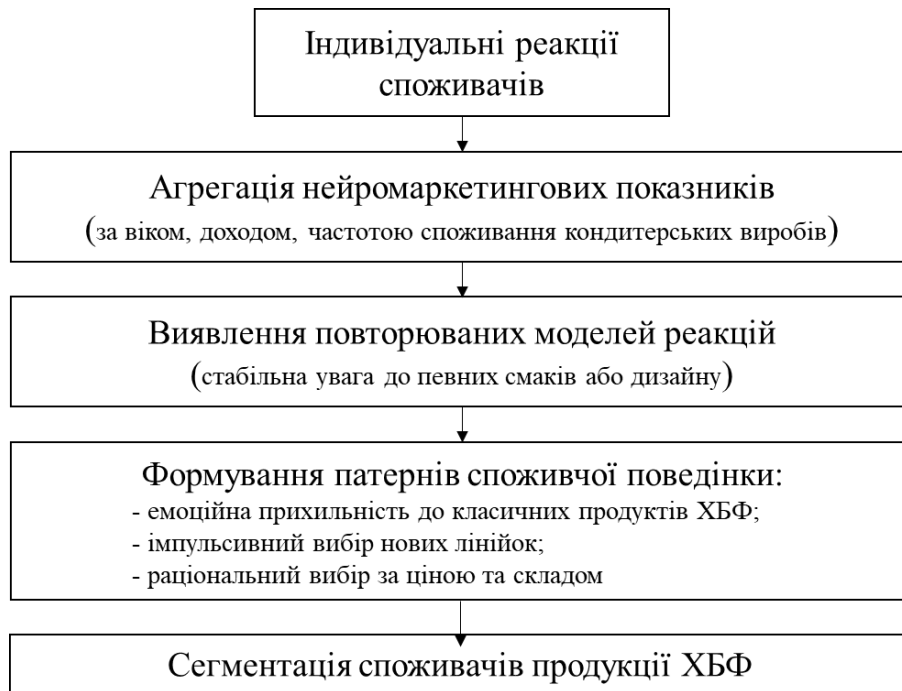 Індивідуальні реакції
споживачів
Агрегація нейромаркетингових показників
(за віком, доходом, частотою споживання кондитерських виробів)
Виявлення повторюваних моделей реакцій
(стабільна увага до певних смаків або дизайну)
Формування патернів споживчої поведінки:
- емоційна прихильність до класичних продуктів ХБФ;
- імпульсивний вибір нових лінійок;
- раціональний вибір за ціною та складом
Сегментація споживачів продукції ХБФ